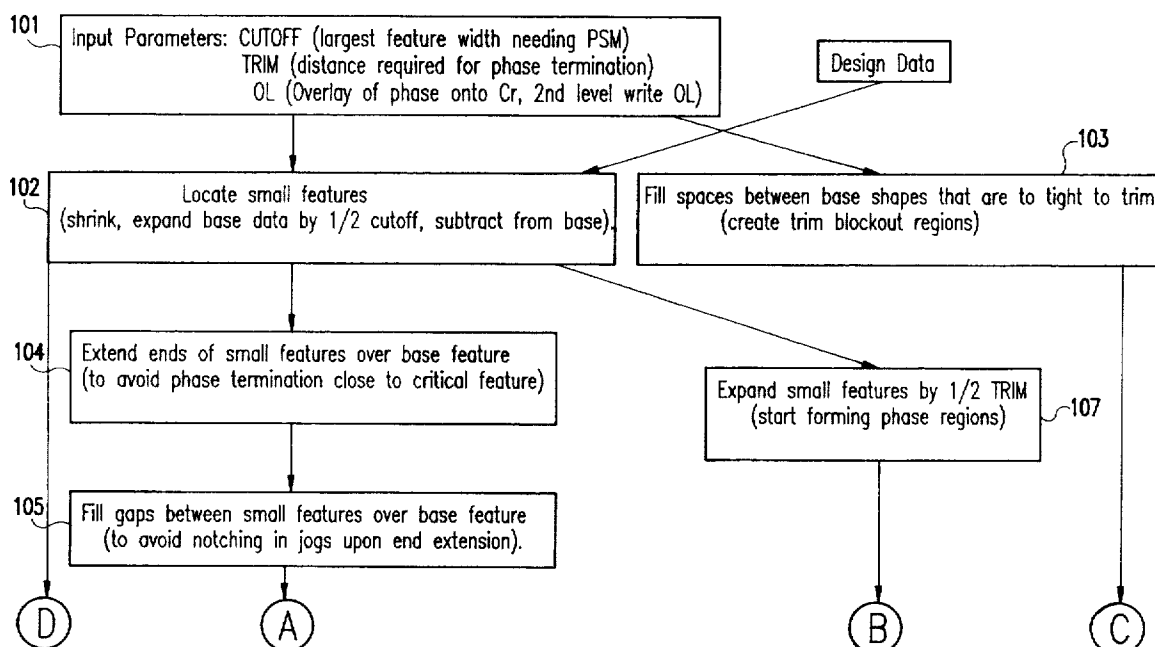 101
Input Parameters: CUTOFF (largest feature width needing PSM)
TRIM (distance required for phase termination)
OL (Overlay of phase onto Cr, 2nd level write OL)
Design Data
102
Locate small features
(shrink, expand base data by 1/2 cutoff, subtract from base).
103
Fill spaces between base shapes that are to tight to trim
(create trim blockout regions)
104
Extend ends of small features over base feature
(to avoid phase termination close to critical feature)
Expand small features by 1/2 TRIM
(start forming phase regions)
107
105
Fill gaps between small features over base feature
(to avoid notching in jogs upon end extension).
D
A
B
C